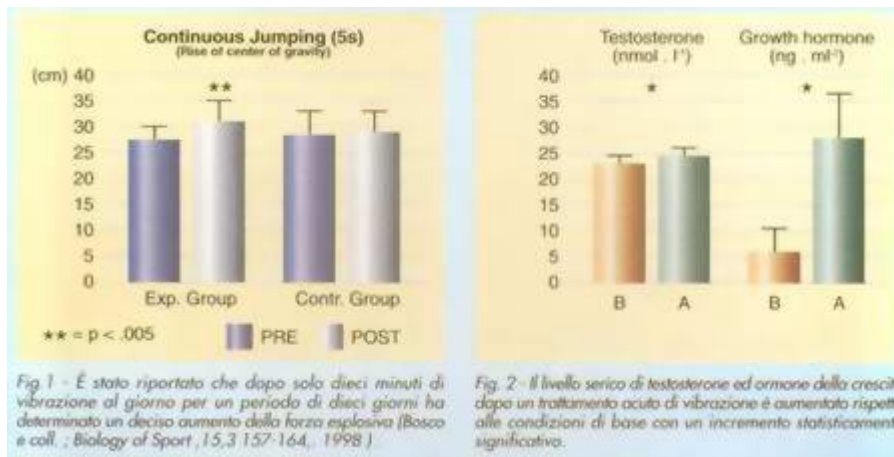 Continuous Jumping (5s)
(Rise of center of gravity)
(cm) 40
35
30
25
20
15
10
5
0
**
Exp. Group Contr. Group
** = p < .005 PRE POST
Fig.1 - É stato riportato che dopo solo dieci minuti di
vibrazione al giorno per un periodo di dieci giorni ha
determinato un deciso aumento della forza esplosiva (Bosco
e coll. ; Biology of Sport ,15,3 157-164,. 1998 ).
Testosterone Growth hormone
(nmol . l⁻¹) (ng . ml⁻¹)
40
35
30
25
20
15
10
5
0
* *
B A B A
Fig. 2 - Il livello serico di testosterone ed ormone della crescit
dopo un trattamento acuto di vibrazione è aumentato rispett
alle condizioni di base con un incremento statisticament
significativo.